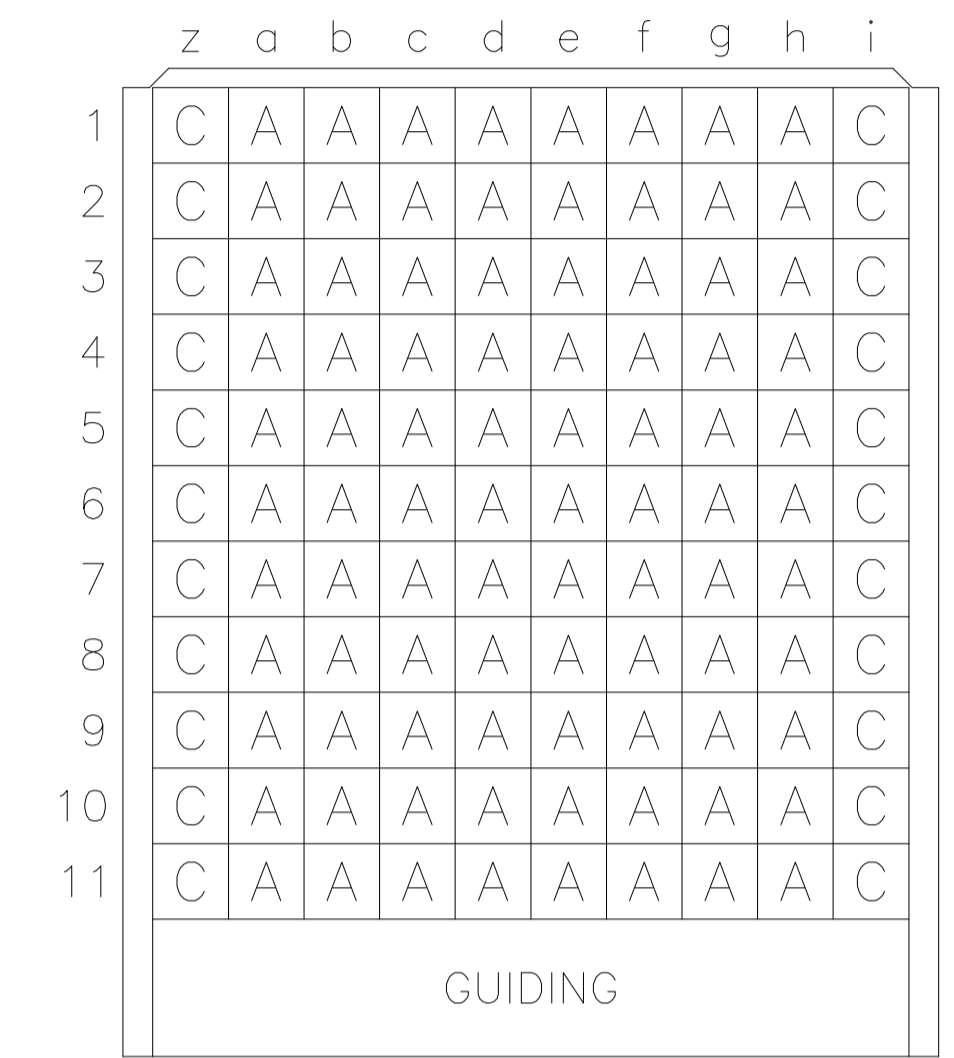 z a b c d e f g h i
1 C A A A A A A A A C
2 C A A A A A A A A C
3 C A A A A A A A A C
4 C A A A A A A A A C
5 C A A A A A A A A C
6 C A A A A A A A A C
7 C A A A A A A A A C
8 C A A A A A A A A C
9 C A A A A A A A A C
10 C A A A A A A A A C
11 C A A A A A A A A C
GUIDING